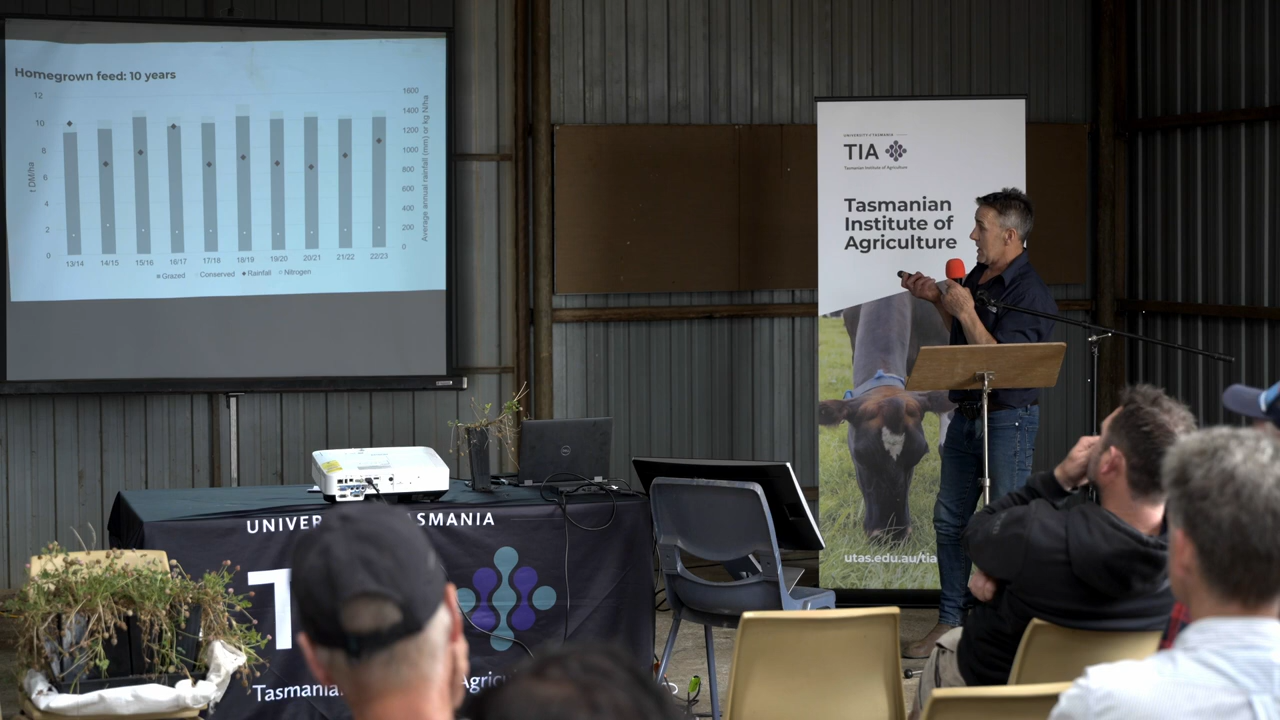 Homegrown feed: 10 years
12
10
8
6
4
2
0
t DM/ha
1600
1400
1200
1000
800
600
400
200
0
Average annual rainfall (mm) or kg N/ha
13/14 14/15 15/16 16/17 17/18 18/19 19/20 20/21 21/22 22/23
Grazed Conserved Rainfall Nitrogen
UNIVERSITY of TASMANIA
TIA
Tasmanian Institute of Agriculture
Tasmanian
Institute of
Agriculture
utas.edu.au/tia
DELL
UNIVER ASMANIA
T
Tasmania Agric